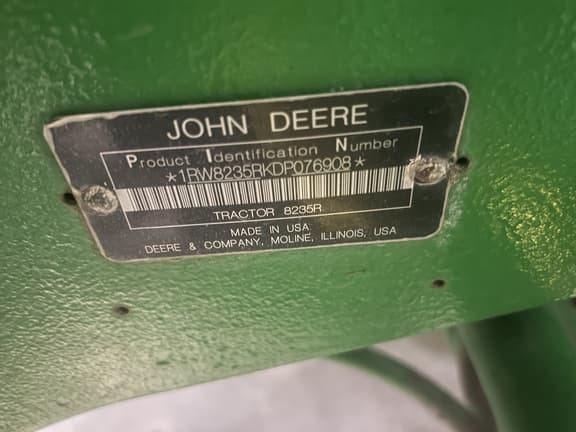 JOHN DEERE
Product Identification Number
*1RW8235RKDP076908*
TRACTOR 8235R
MADE IN USA
DEERE & COMPANY, MOLINE, ILLINOIS, USA